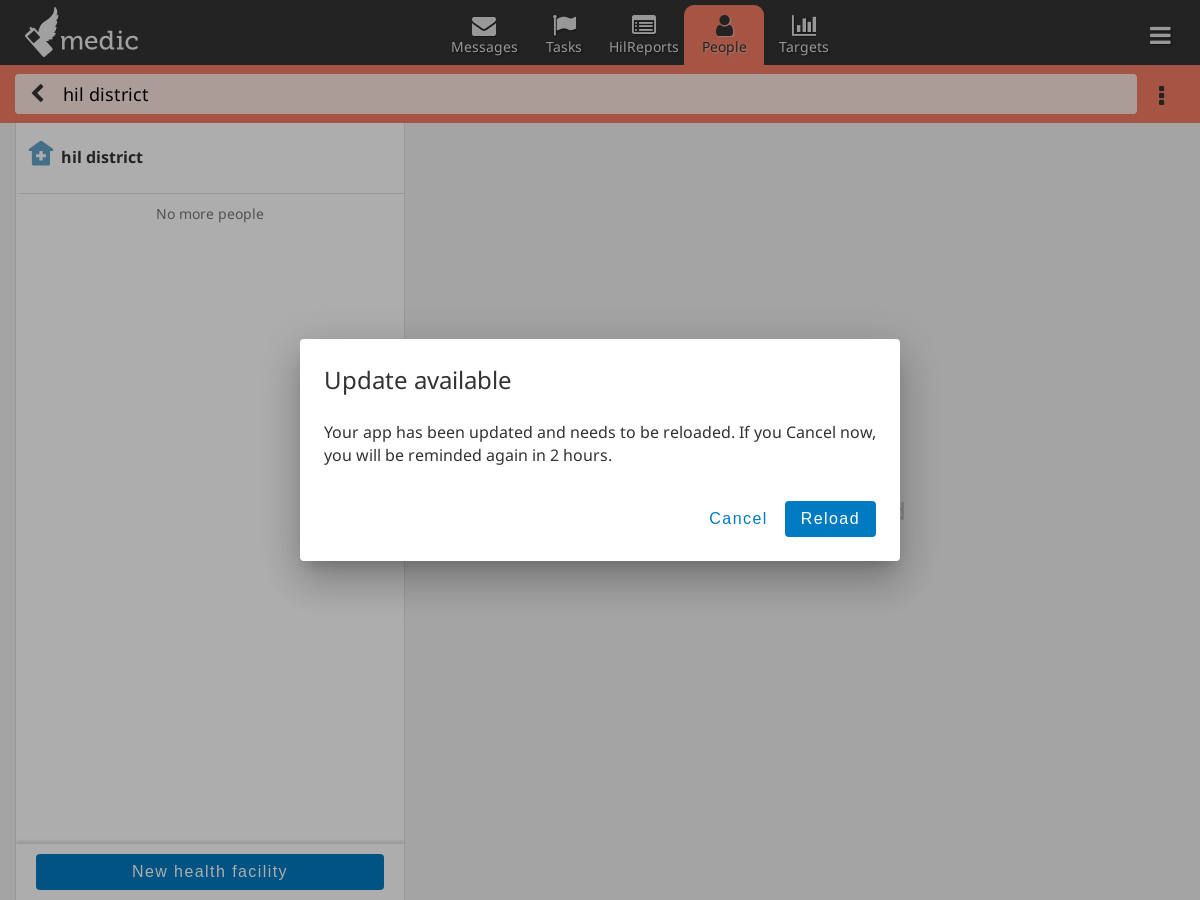 medic
Messages
Tasks
HilReports
People
Targets
hil district
hil district
No more people
Update available
Your app has been updated and needs to be reloaded. If you Cancel now,
you will be reminded again in 2 hours.
Cancel
Reload
New health facility